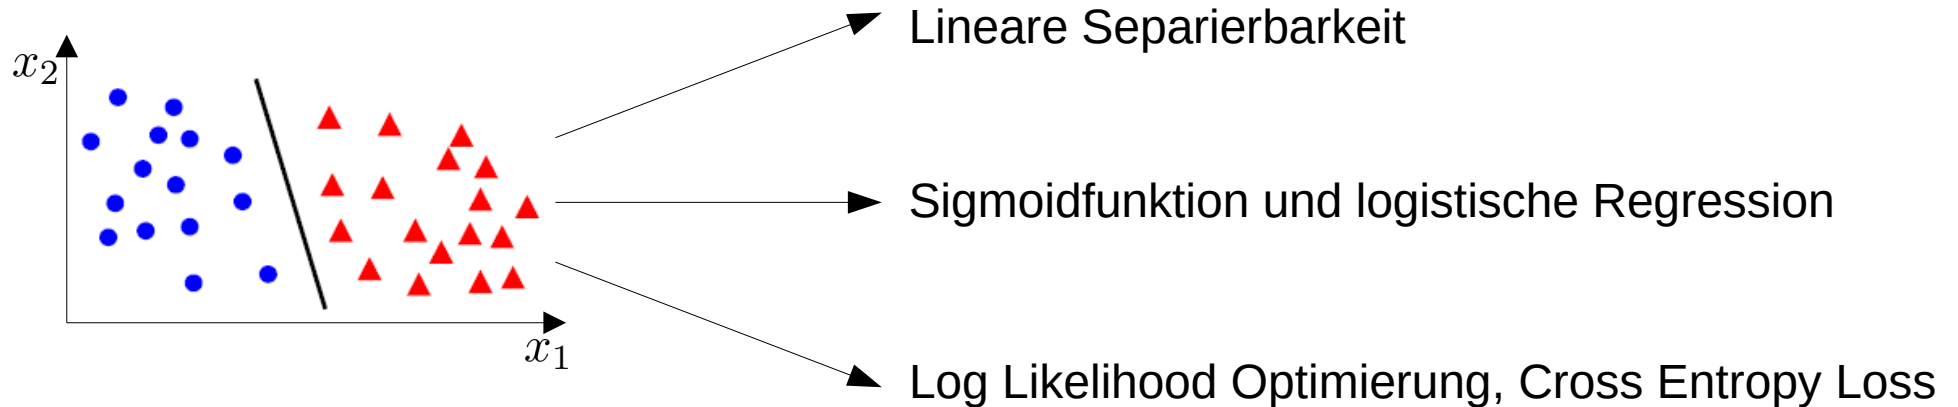 Lineare Separierbarkeit
x₂
Sigmoidfunktion und logistische Regression
x₁
Log Likelihood Optimierung, Cross Entropy Loss